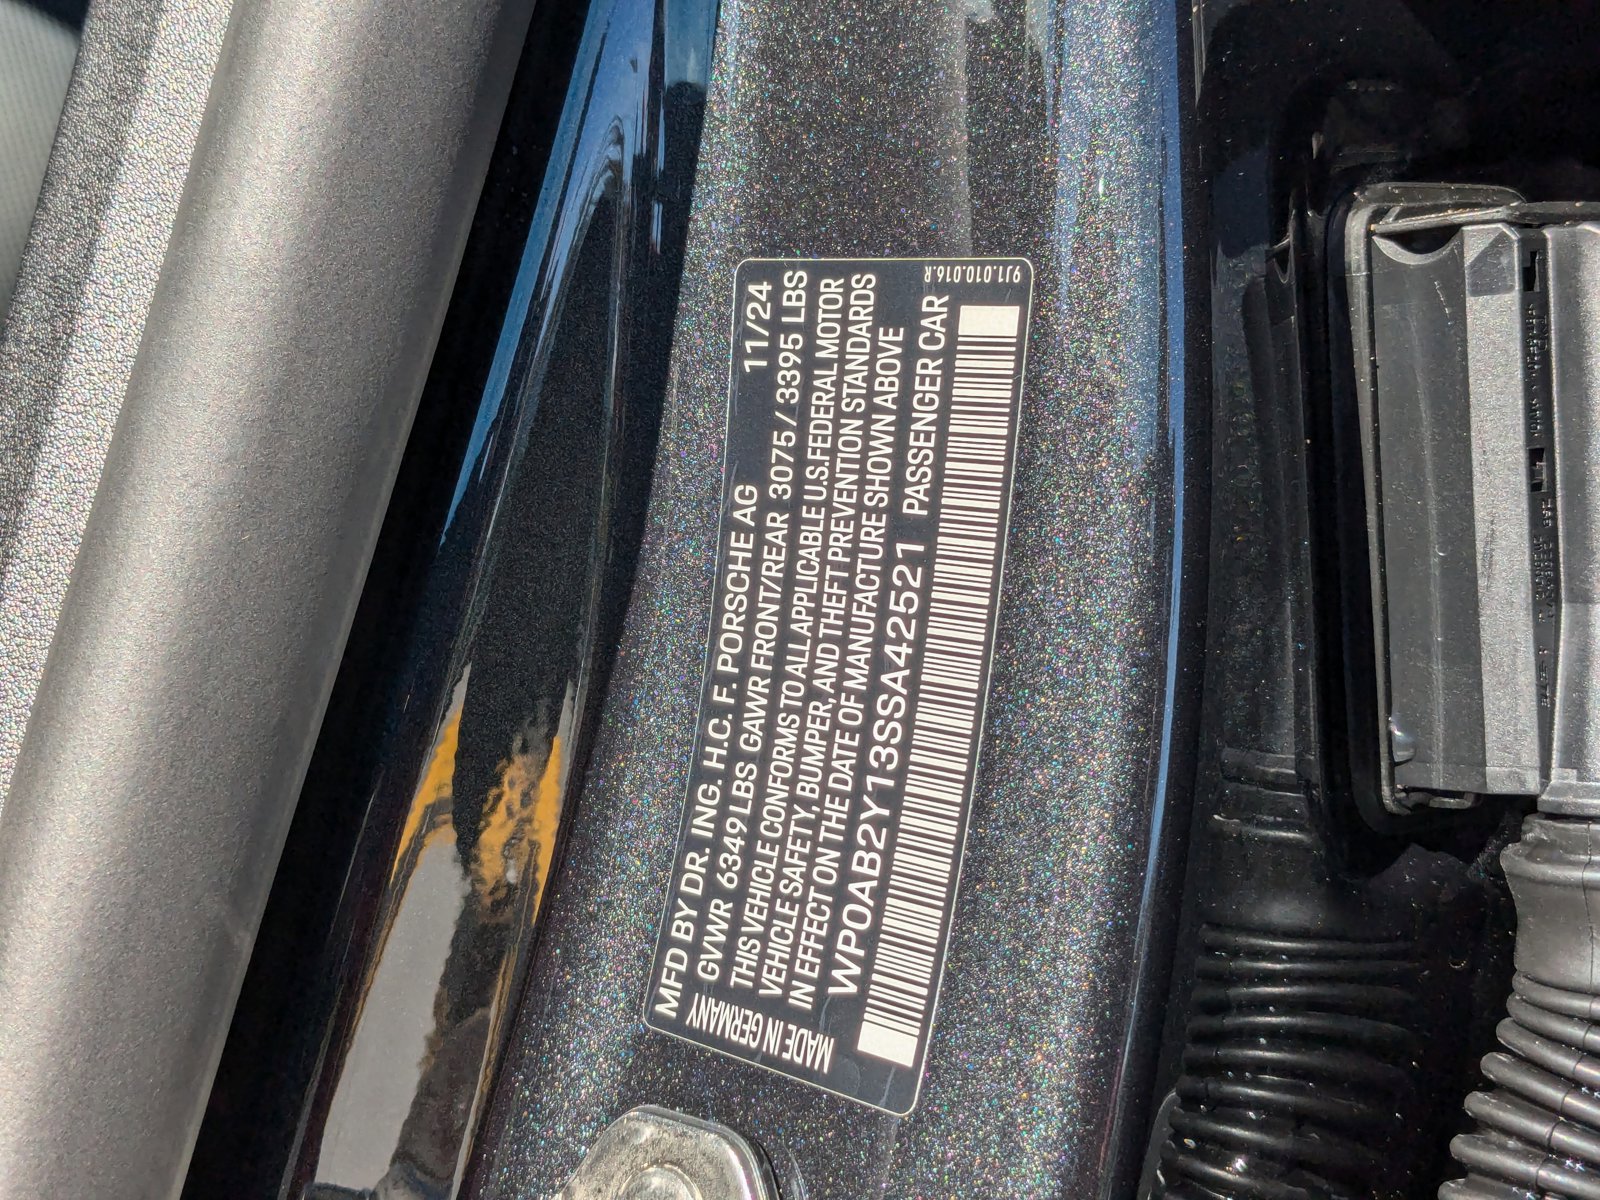 MFD BY DR. ING. H.C. F. PORSCHE AG 11/24
GVWR 6349LBS GAWR FRONT/REAR 3075/3395 LBS
THIS VEHICLE CONFORMS TO ALL APPLICABLE U.S.FEDERAL MOTOR
VEHICLE SAFETY, BUMPER, AND THEFT PREVENTION STANDARDS
IN EFFECT ON THE DATE OF MANUFACTURE SHOWN ABOVE
WP0AB2Y13SSA42521 PASSENGER CAR
MADE IN GERMANY
9J1.010.016.R